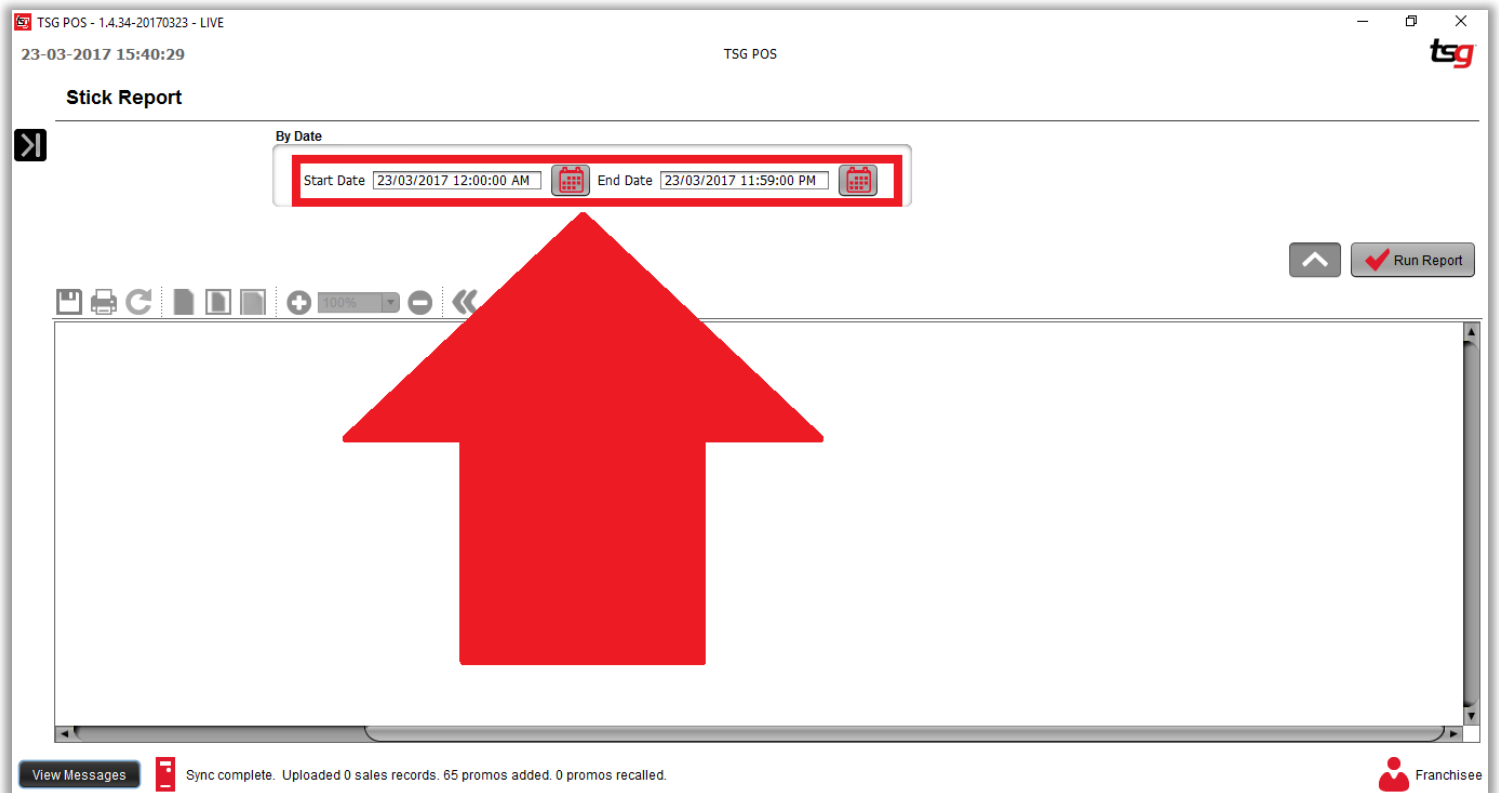 TSG POS - 1.4.34-20170323 - LIVE
23-03-2017 15:40:29
TSG POS
tsg
Stick Report
By Date
Start Date 23/03/2017 12:00:00 AM End Date 23/03/2017 11:59:00 PM
Run Report
100%
View Messages
Sync complete. Uploaded 0 sales records. 65 promos added. 0 promos recalled.
Franchisee